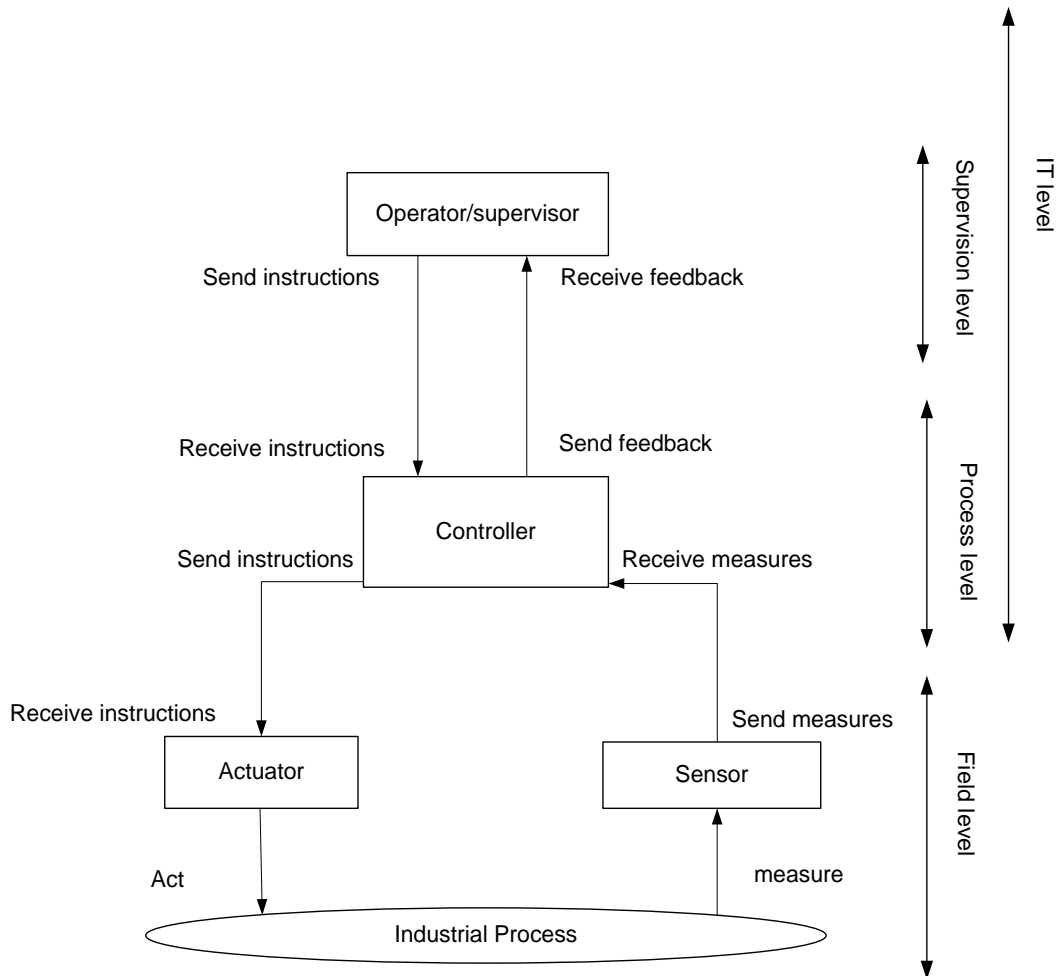 Operator/supervisor
Send instructions
Receive feedback
Receive instructions
Send feedback
Controller
Send instructions
Receive measures
Receive instructions
Send measures
Actuator
Sensor
Act
measure
Industrial Process
Supervision level
IT level
Process level
Field level